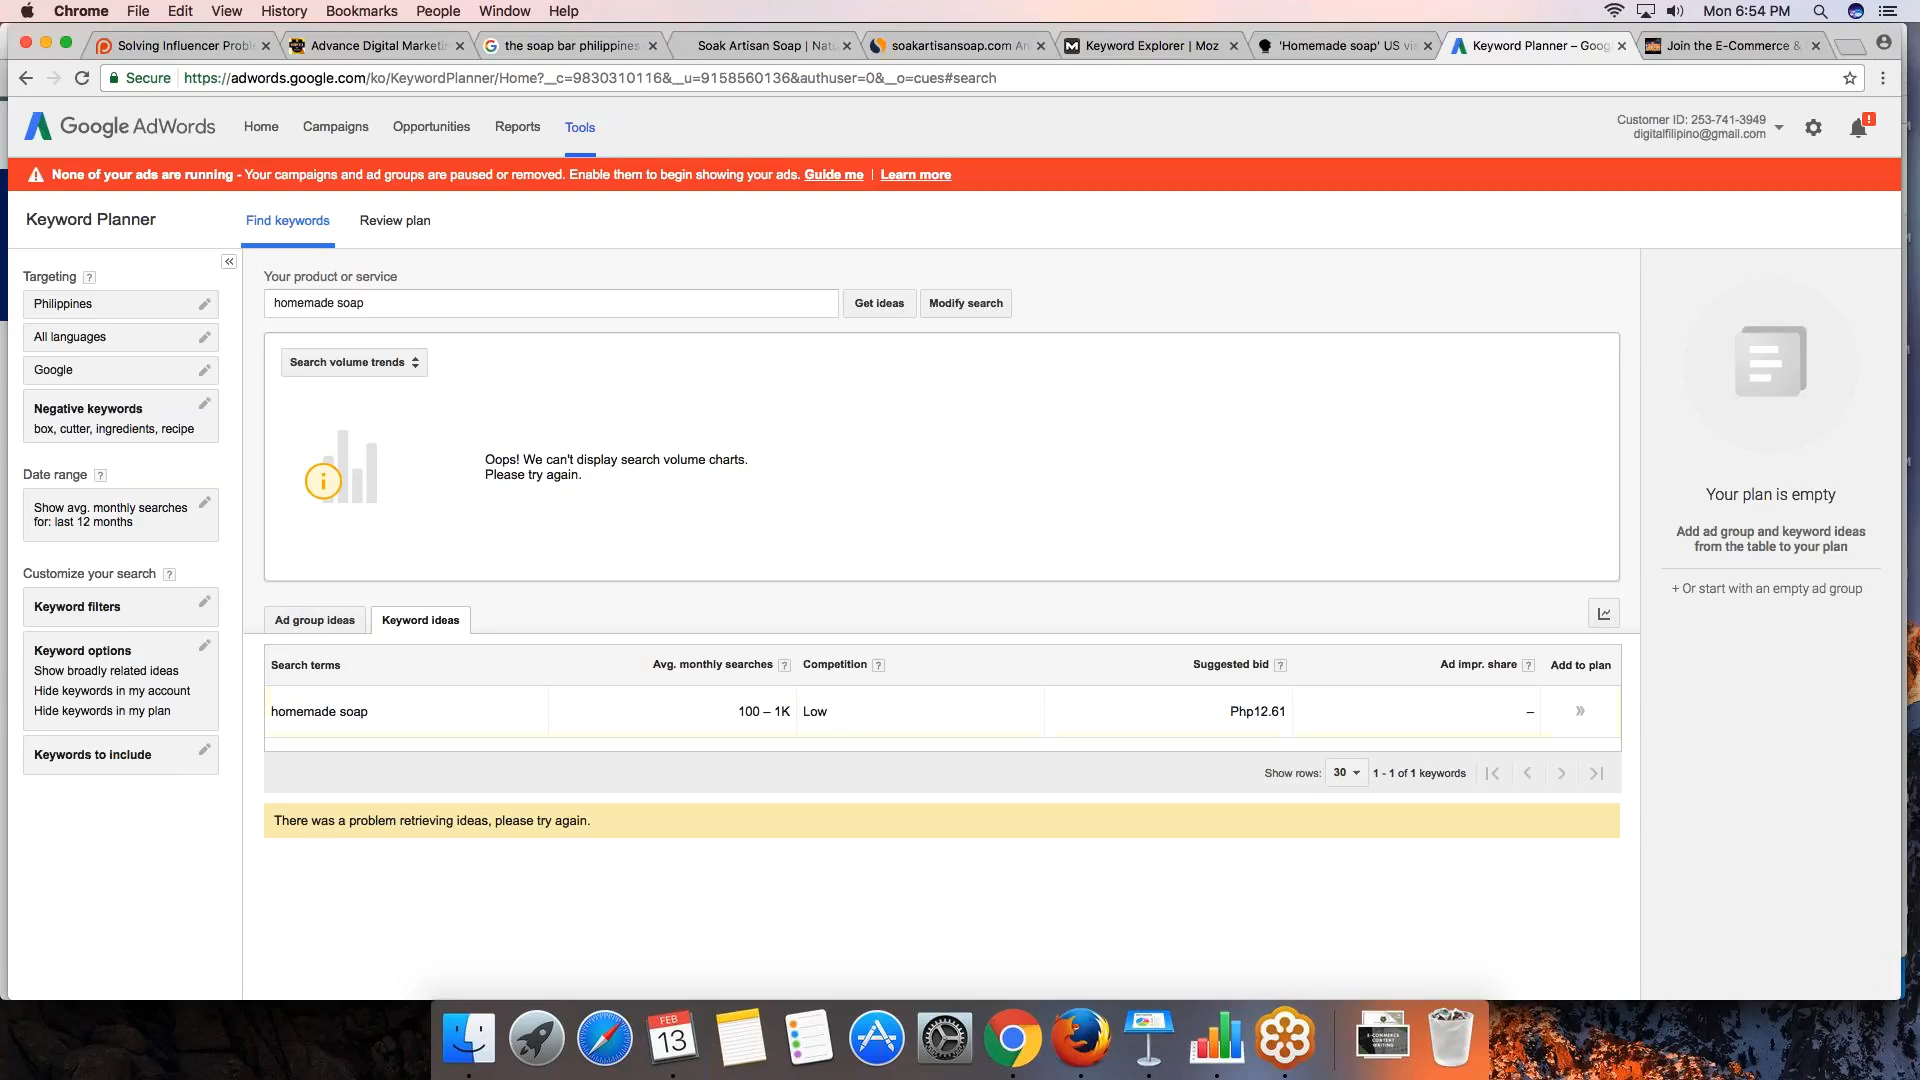 Chrome File Edit View History Bookmarks People Window Help Mon 6:54 PM
Solving Influencer Probl Advance Digital Marketin the soap bar philippines Soak Artisan Soap | Natu soakartisansoap.com An Keyword Explorer | Moz 'Homemade soap' US vi Keyword Planner – Goog Join the E-Commerce &
Secure https://adwords.google.com/ko/KeywordPlanner/Home?__c=9830310116&__u=9158560136&authuser=0&__o=cues#search
Google AdWords Home Campaigns Opportunities Reports Tools
Customer ID: 253-741-3949
digitalfilipino@gmail.com
!
None of your ads are running - Your campaigns and ad groups are paused or removed. Enable them to begin showing your ads. Guide me | Learn more
Keyword Planner Find keywords Review plan
Targeting ?
Philippines
All languages
Google
Negative keywords
box, cutter, ingredients, recipe
Date range ?
Show avg. monthly searches
for: last 12 months
Customize your search ?
Keyword filters
Keyword options
Show broadly related ideas
Hide keywords in my account
Hide keywords in my plan
Keywords to include
Your product or service
homemade soap Get ideas Modify search
Search volume trends
Oops! We can't display search volume charts.
Please try again.
Ad group ideas Keyword ideas
Search terms Avg. monthly searches ? Competition ? Suggested bid ? Ad impr. share ? Add to plan
homemade soap 100 – 1K Low Php12.61 – »
Show rows: 30 1 - 1 of 1 keywords
There was a problem retrieving ideas, please try again.
Your plan is empty
Add ad group and keyword ideas
from the table to your plan
+ Or start with an empty ad group
FEB
13
E-COMMERCE
CONTENT
WRITING